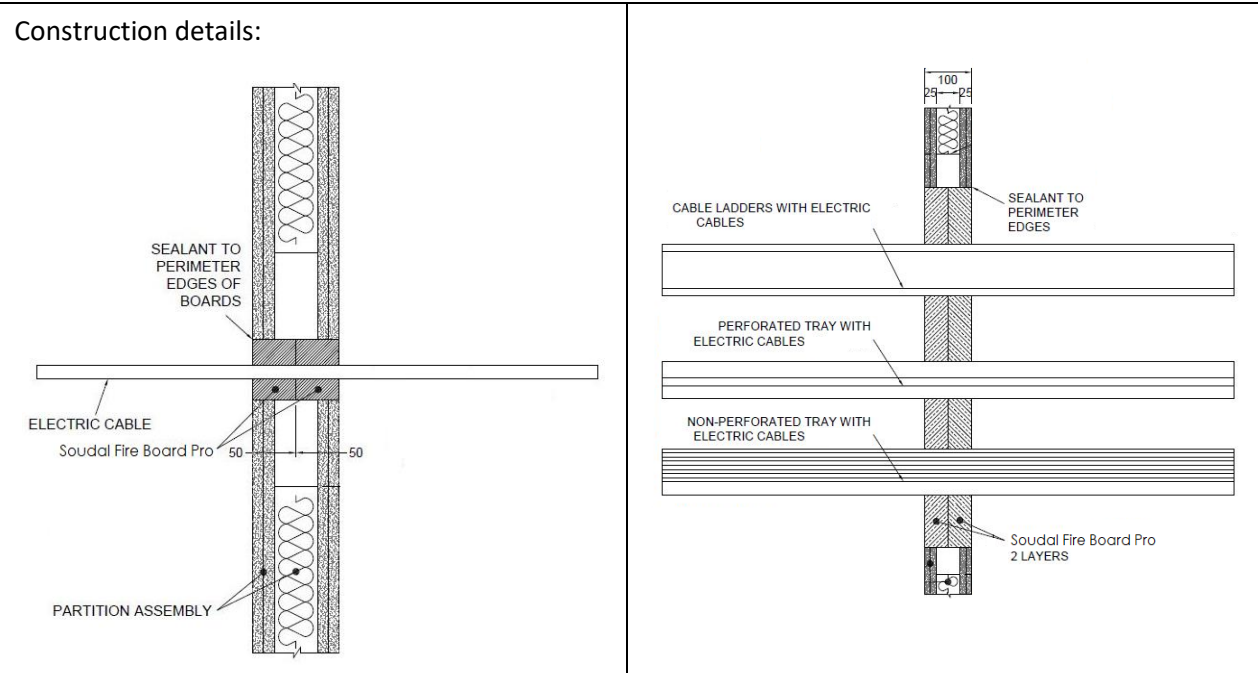 Construction details:
SEALANT TO
PERIMETER
EDGES OF
BOARDS
ELECTRIC CABLE
Soudal Fire Board Pro
50
50
PARTITION ASSEMBLY
100
25
25
CABLE LADDERS WITH ELECTRIC
CABLES
SEALANT TO
PERIMETER
EDGES
PERFORATED TRAY WITH
ELECTRIC CABLES
NON-PERFORATED TRAY WITH
ELECTRIC CABLES
Soudal Fire Board Pro
2 LAYERS